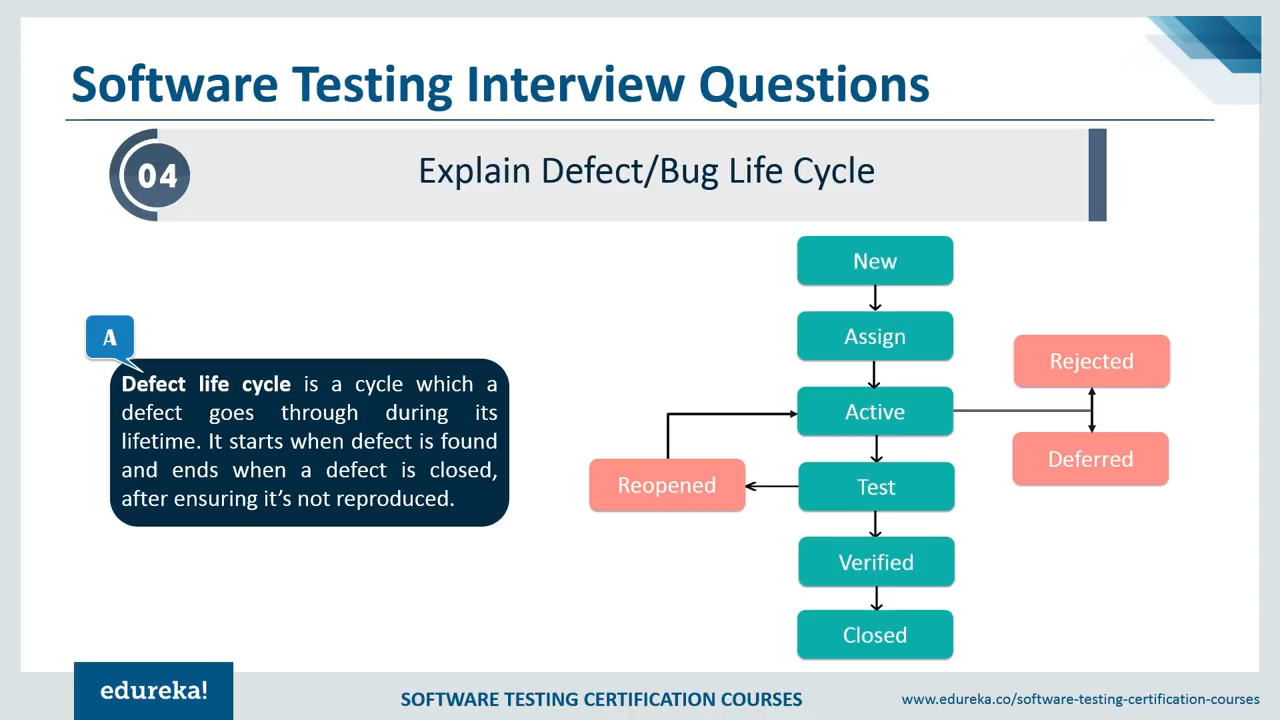 Software Testing Interview Questions
04
Explain Defect/Bug Life Cycle
A
Defect life cycle is a cycle which a
defect goes through during its
lifetime. It starts when defect is found
and ends when a defect is closed,
after ensuring it's not reproduced.
New
Assign
Rejected
Active
Deferred
Reopened
Test
Verified
Closed
edureka!
SOFTWARE TESTING CERTIFICATION COURSES
www.edureka.co/software-testing-certification-courses